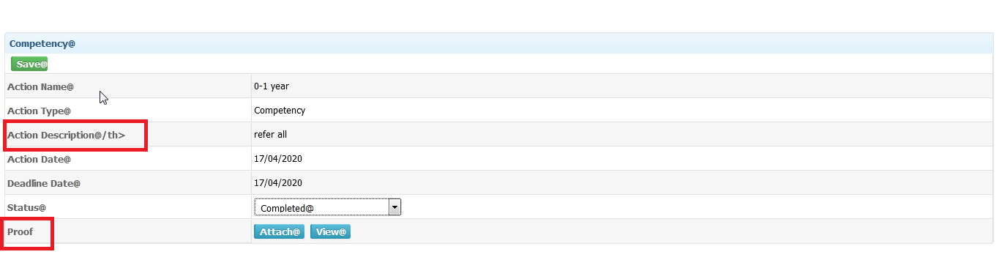 Competency@
Save@
Action Name@ 0-1 year
Action Type@ Competency
Action Description@/th> refer all
Action Date@ 17/04/2020
Deadline Date@ 17/04/2020
Status@ Completed@
Proof Attach@ View@